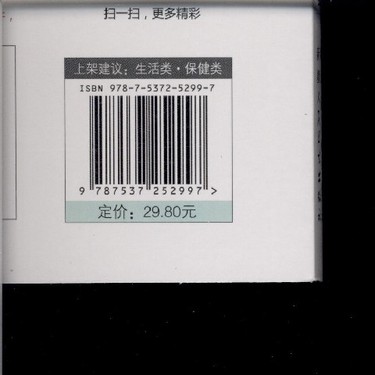 扫一扫，更多精彩
上架建议：生活类·保健类
ISBN 978-7-5372-5299-7
9 787537 252997 >
定价：29.80元